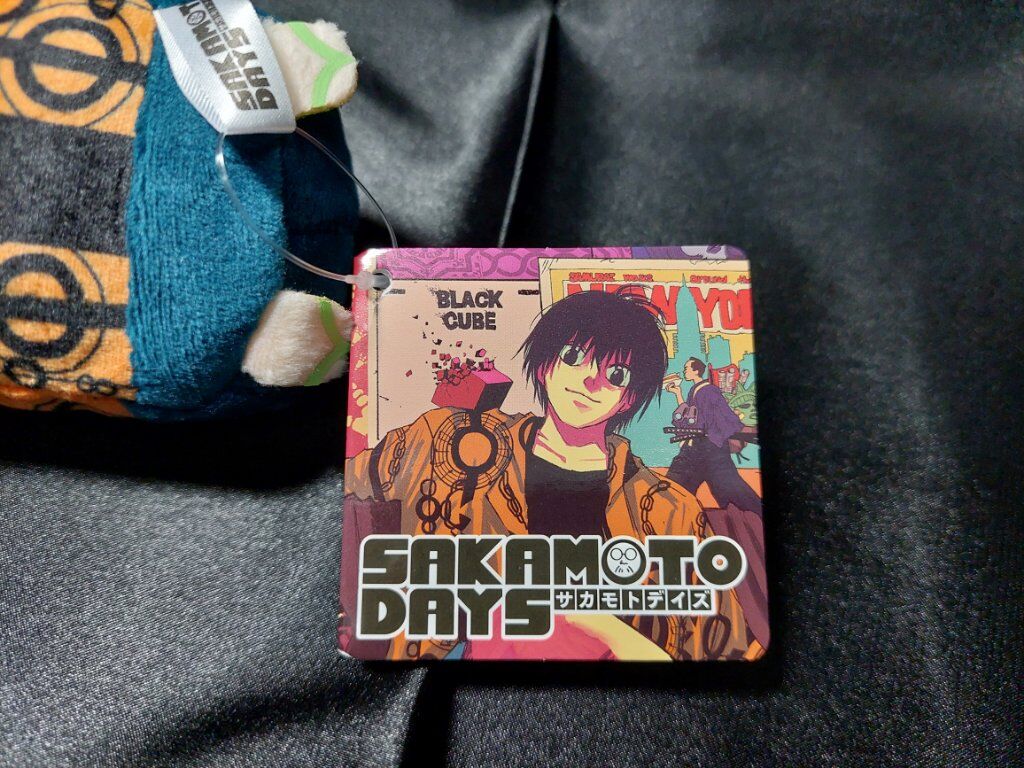 SAKAMOTO
DAYS
BLACK
CUBE
SAKAMOTO
DAYS
サカモトデイズ